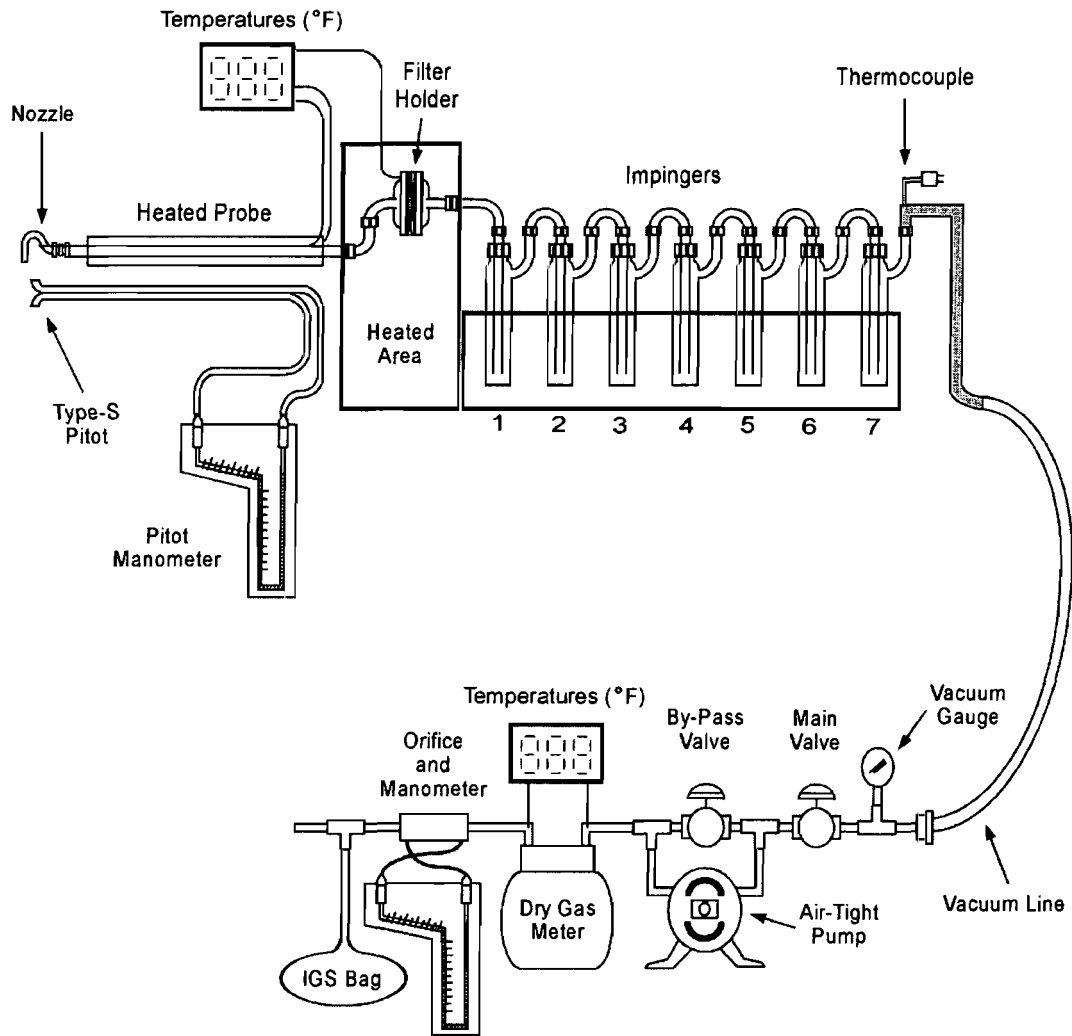 Temperatures (°F)
Filter
Holder
Thermocouple
Nozzle
Impingers
Heated Probe
Heated
Area
Type-S
Pitot
1 2 3 4 5 6 7
Pitot
Manometer
Temperatures (°F)
Vacuum
Gauge
By-Pass
Valve
Main
Valve
Orifice
and
Manometer
Dry Gas
Meter
Air-Tight
Pump
Vacuum Line
IGS Bag